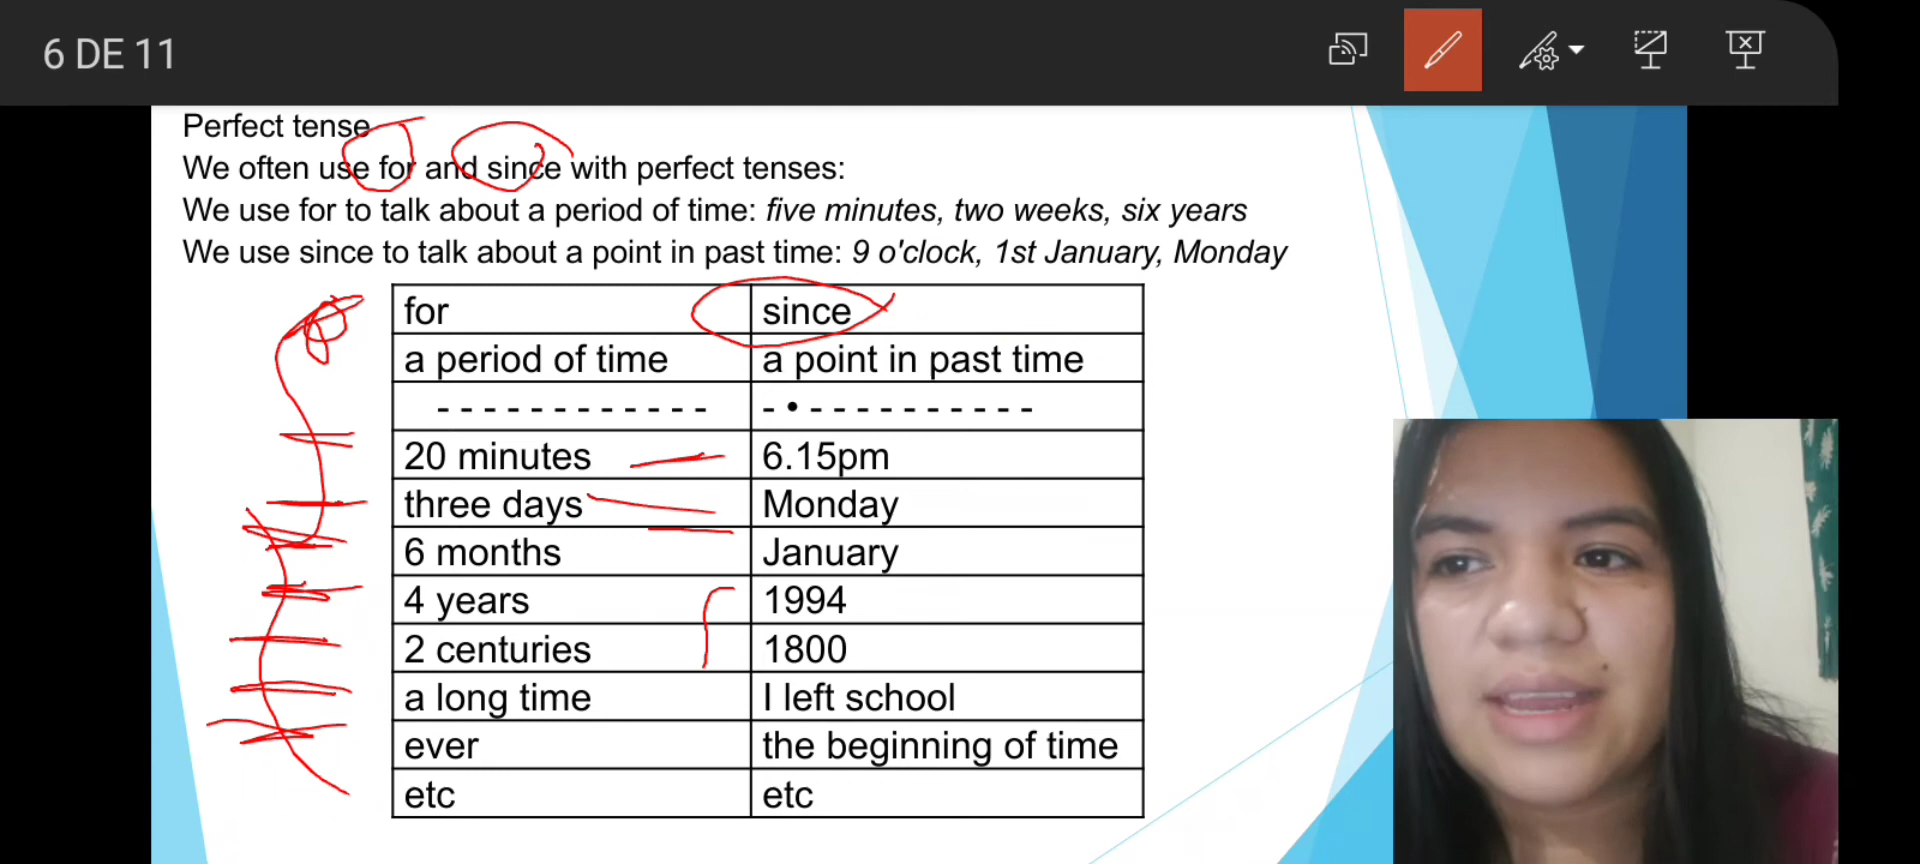 6 DE 11
Perfect tense
We often use for and since with perfect tenses:
We use for to talk about a period of time: five minutes, two weeks, six years
We use since to talk about a point in past time: 9 o'clock, 1st January, Monday
for since
a period of time a point in past time
- - - - - - - - - - - - - • - - - - - - - - - -
20 minutes 6.15pm
three days Monday
6 months January
4 years 1994
2 centuries 1800
a long time I left school
ever the beginning of time
etc etc